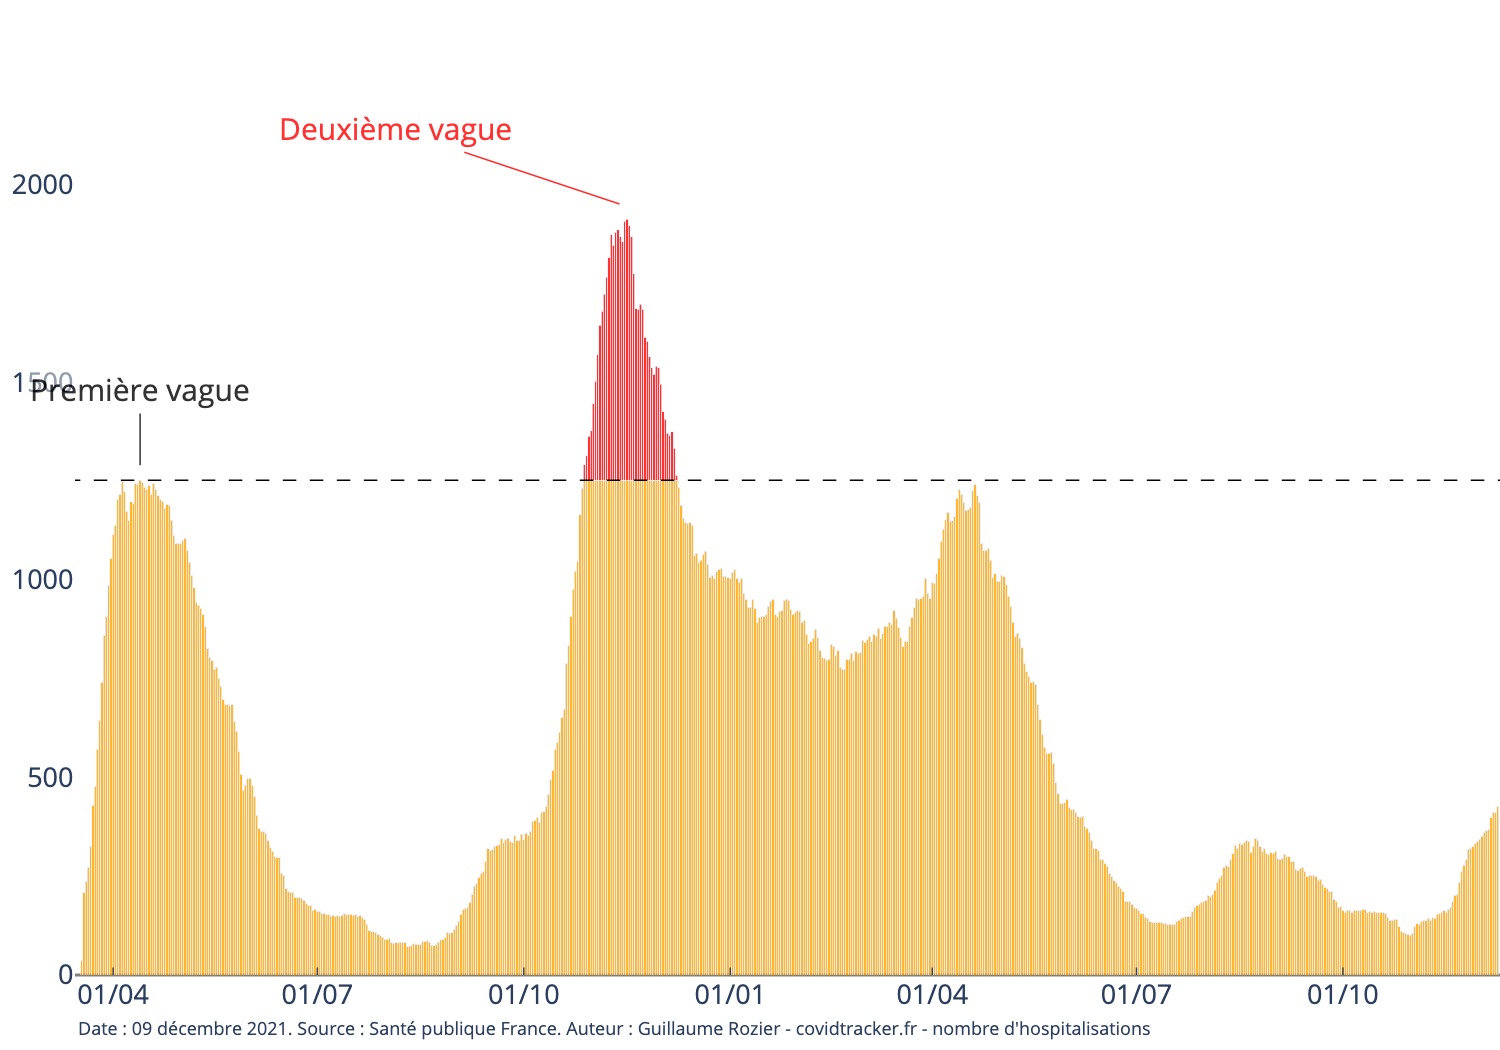 Deuxième vague
2000
1500
Première vague
1000
500
0
01/04 01/07 01/10 01/01 01/04 01/07 01/10
Date : 09 décembre 2021. Source : Santé publique France. Auteur : Guillaume Rozier - covidtracker.fr - nombre d'hospitalisations